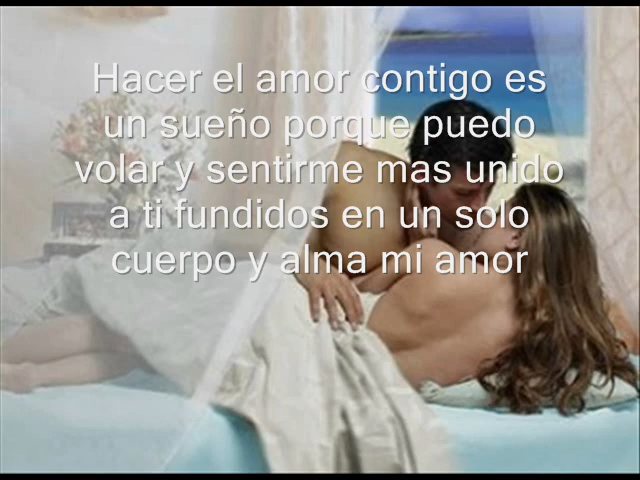 Hacer el amor contigo es
un sueño porque puedo
volar y sentirme mas unido
a ti fundidos en un solo
cuerpo y alma mi amor